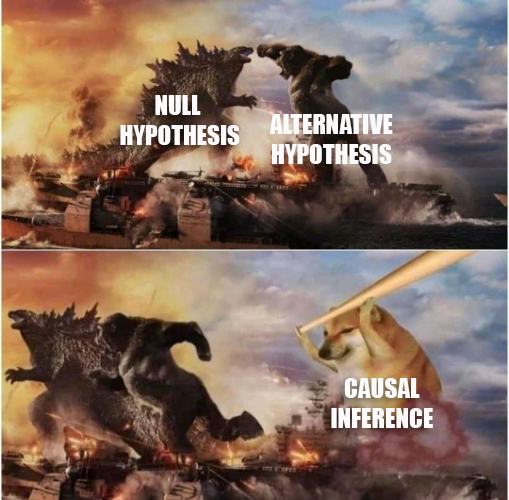 NULL
HYPOTHESIS
ALTERNATIVE
HYPOTHESIS
CAUSAL
INFERENCE